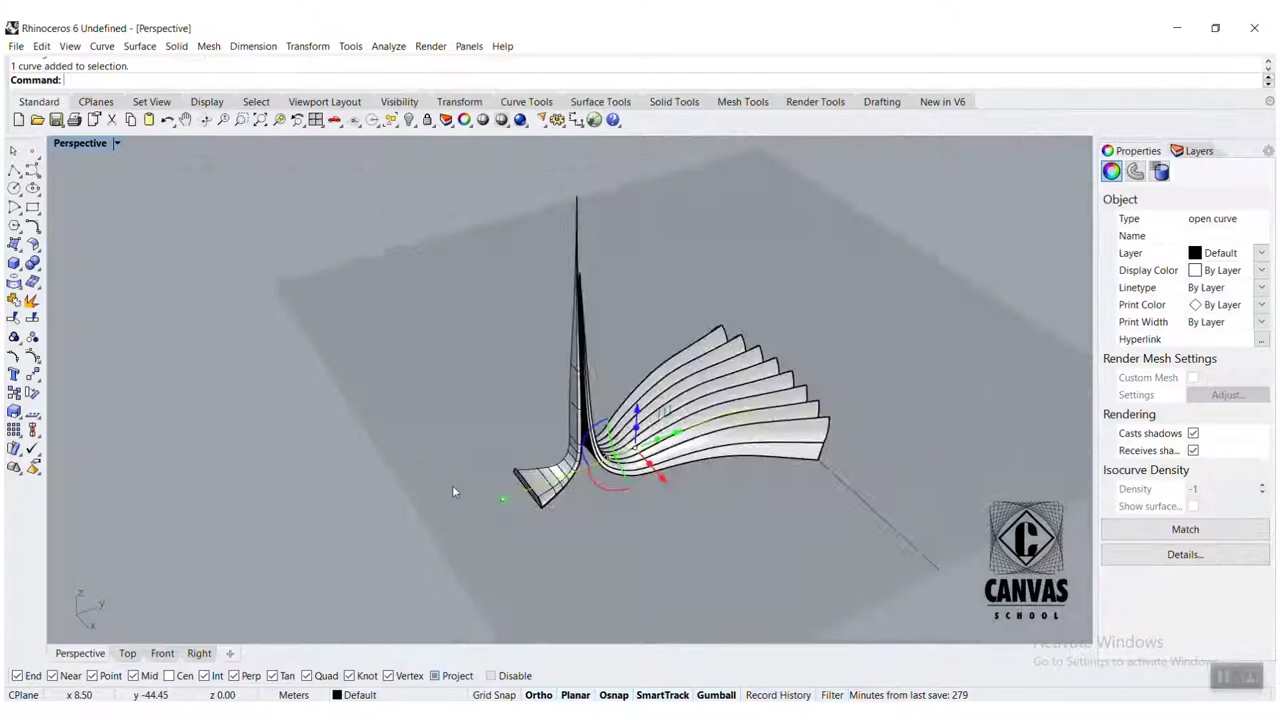 Rhinoceros 6 Undefined - [Perspective]
File Edit View Curve Surface Solid Mesh Dimension Transform Tools Analyze Render Panels Help
1 curve added to selection.
Command:
Standard CPlanes Set View Display Select Viewport Layout Visibility Transform Curve Tools Surface Tools Solid Tools Mesh Tools Render Tools Drafting New in V6
Perspective
Properties Layers
Object
Type open curve
Name
Layer Default
Display Color By Layer
Linetype By Layer
Print Color By Layer
Print Width By Layer
Hyperlink ...
Render Mesh Settings
Custom Mesh
Settings Adjust...
Rendering
Casts shadows
Receives sha...
Isocurve Density
Density -1
Show surface...
Match
Details...
C
CANVAS
SCHOOL
z
y
x
Activate Windows
Go to Settings to activate Windows.
Perspective Top Front Right
End Near Point Mid Cen Int Perp Tan Quad Knot Vertex Project Disable
CPlane x 8.50 y -44.45 z 0.00 Meters Default Grid Snap Ortho Planar Osnap SmartTrack Gumball Record History Filter Minutes from last save: 279